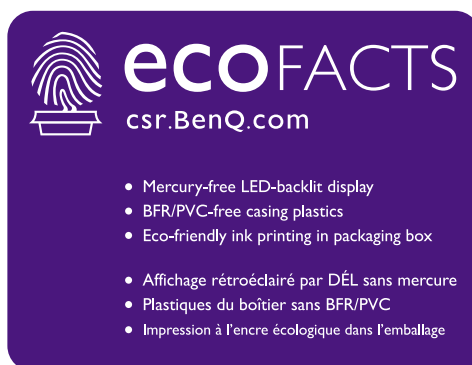 ecoFACTS
csr.BenQ.com
• Mercury-free LED-backlit display
• BFR/PVC-free casing plastics
• Eco-friendly ink printing in packaging box
• Affichage rétroéclairé par DÉL sans mercure
• Plastiques du boîtier sans BFR/PVC
• Impression à l'encre écologique dans l'emballage